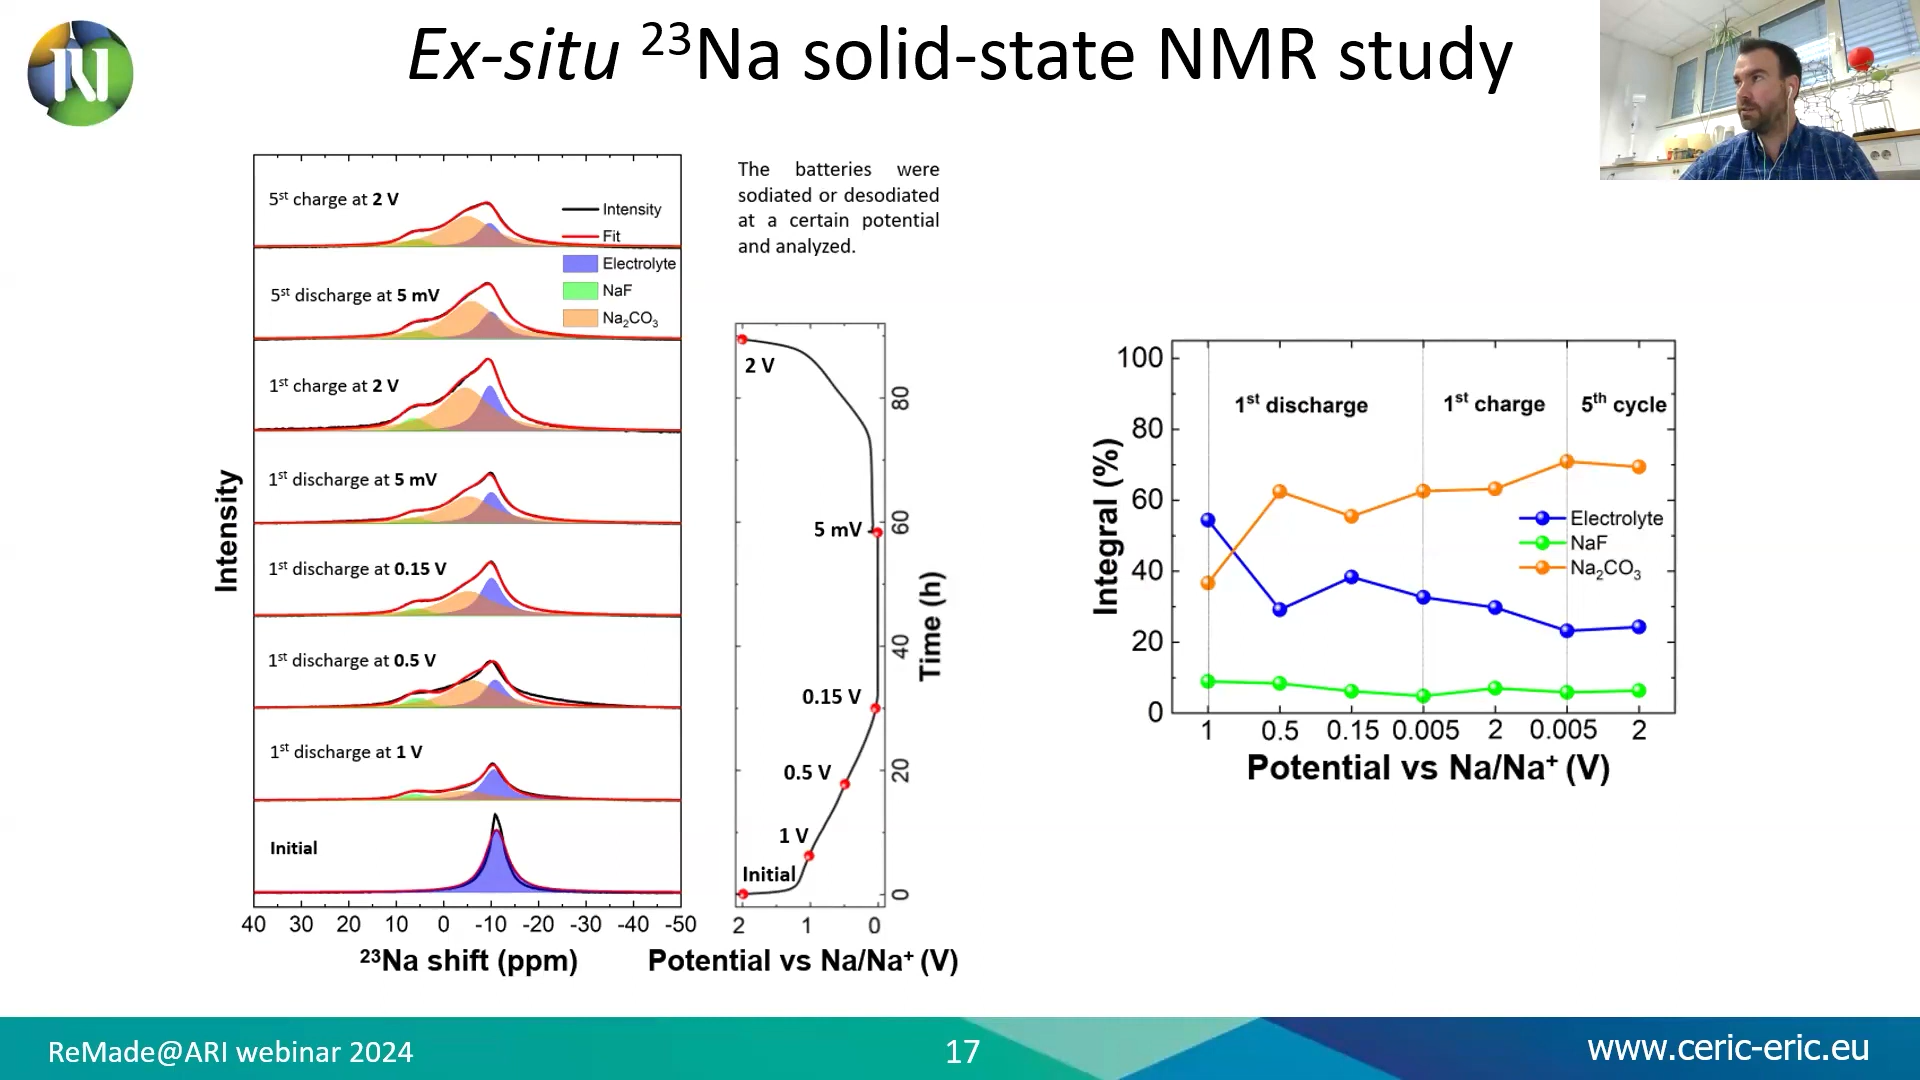 Ex-situ ²³Na solid-state NMR study
5ˢᵗ charge at 2 V
Intensity
Fit
Electrolyte
NaF
Na₂CO₃
5ˢᵗ discharge at 5 mV
1ˢᵗ charge at 2 V
1ˢᵗ discharge at 5 mV
1ˢᵗ discharge at 0.15 V
1ˢᵗ discharge at 0.5 V
1ˢᵗ discharge at 1 V
Initial
Intensity
40 30 20 10 0 -10 -20 -30 -40 -50
²³Na shift (ppm)
The batteries were
sodiated or desodiated
at a certain potential
and analyzed.
2 V
5 mV
0.15 V
0.5 V
1 V
Initial
80
60
40
20
0
Time (h)
2 1 0
Potential vs Na/Na⁺ (V)
100
80
60
40
20
0
Integral (%)
1ˢᵗ discharge
1ˢᵗ charge
5ᵗʰ cycle
Electrolyte
NaF
Na₂CO₃
1 0.5 0.15 0.005 2 0.005 2
Potential vs Na/Na⁺ (V)
ReMade@ARI webinar 2024
17
www.ceric-eric.eu